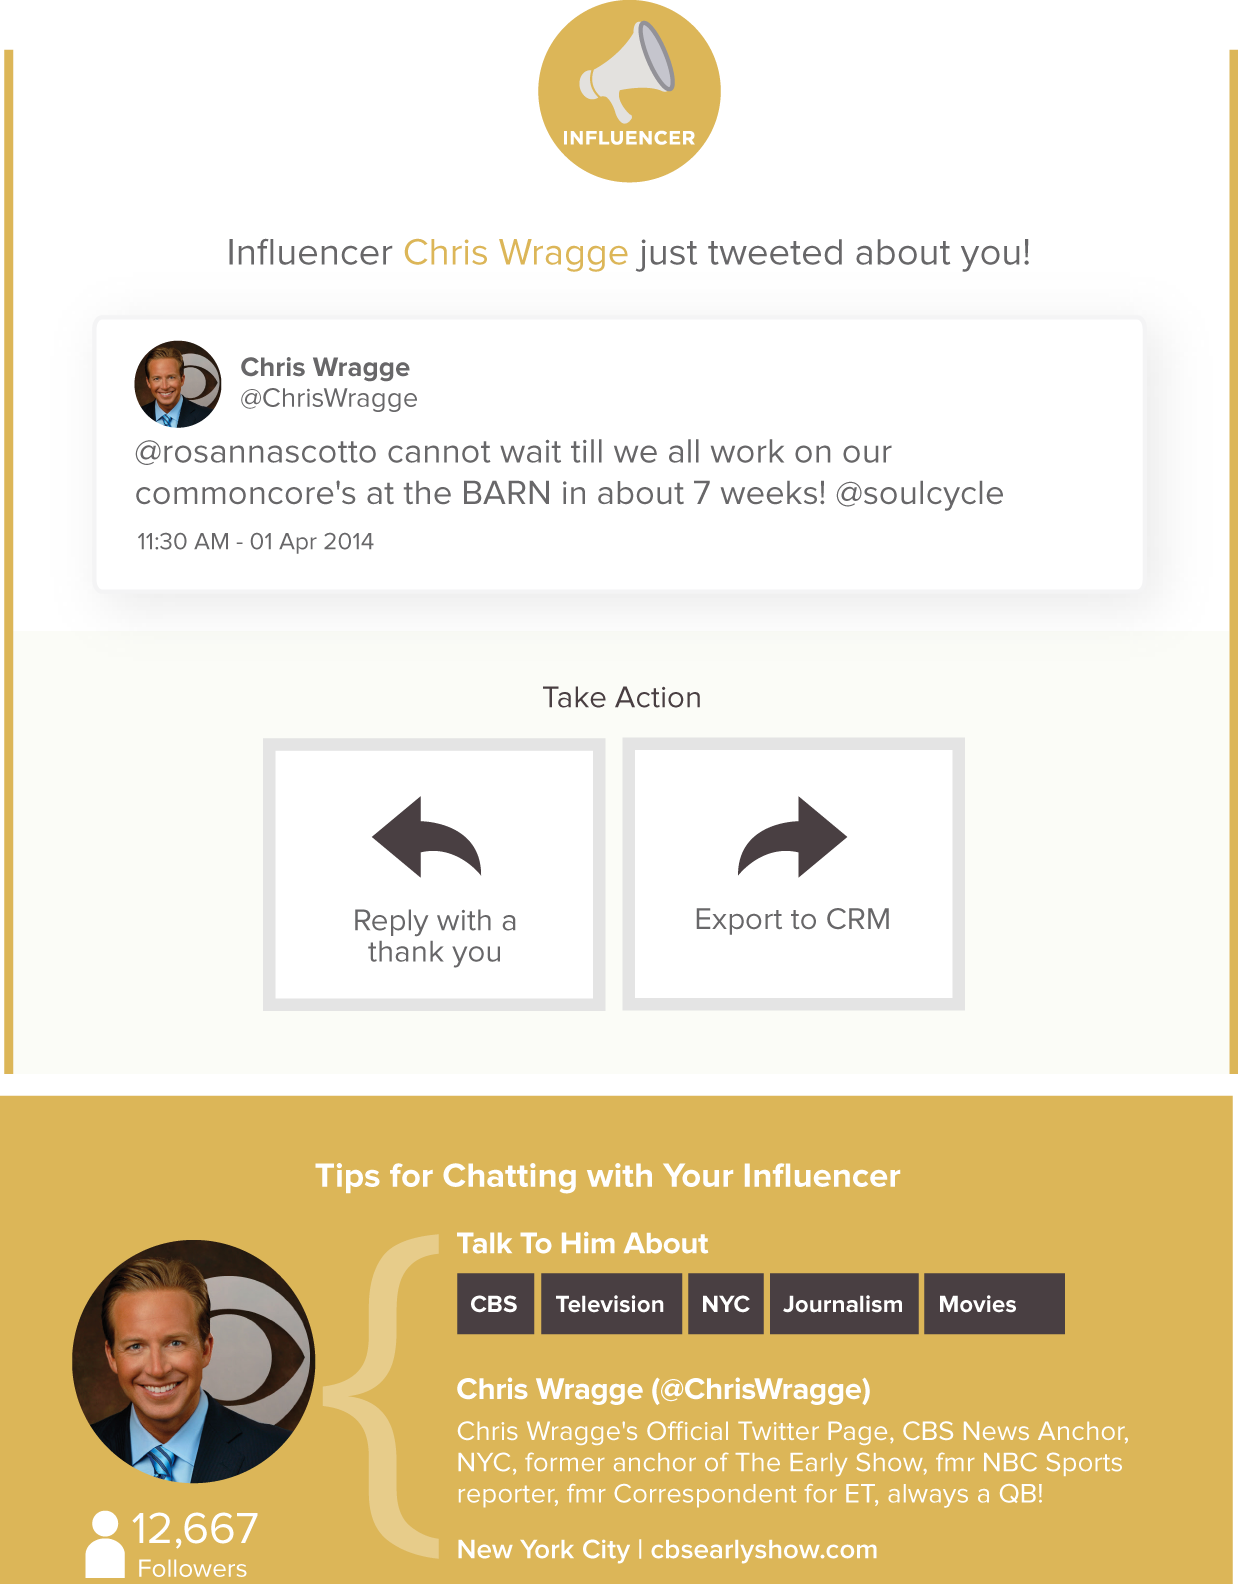 INFLUENCER
Influencer Chris Wragge just tweeted about you!
Chris Wragge
@ChrisWragge
@rosannascotto cannot wait till we all work on our
commoncore's at the BARN in about 7 weeks! @soulcycle
11:30 AM - 01 Apr 2014
Take Action
Reply with a
thank you
Export to CRM
Tips for Chatting with Your Influencer
Talk To Him About
CBS Television NYC Journalism Movies
Chris Wragge (@ChrisWragge)
Chris Wragge's Official Twitter Page, CBS News Anchor,
NYC, former anchor of The Early Show, fmr NBC Sports
reporter, fmr Correspondent for ET, always a QB!
New York City | cbsearlyshow.com
12,667
Followers